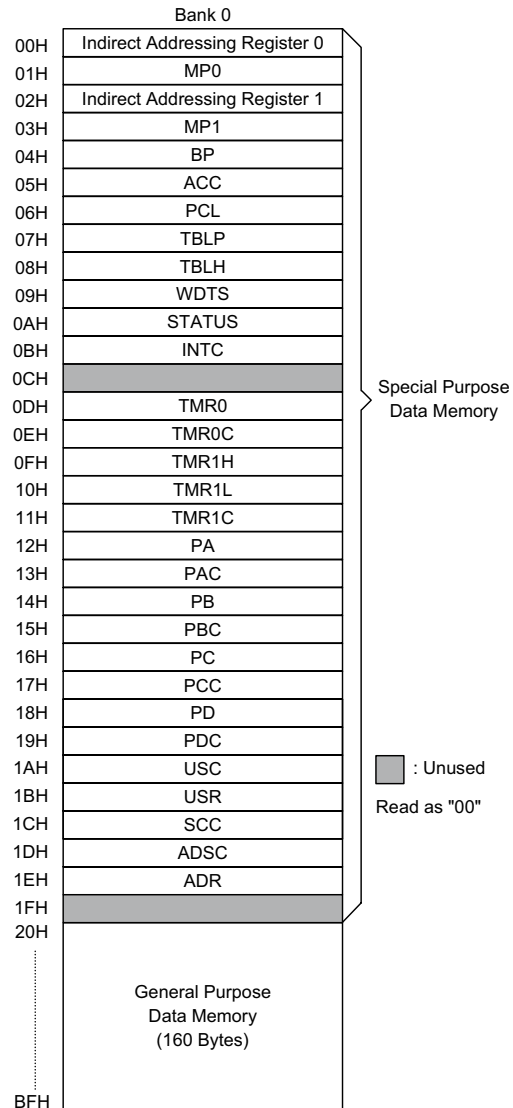 Bank 0
00H Indirect Addressing Register 0
01H MP0
02H Indirect Addressing Register 1
03H MP1
04H BP
05H ACC
06H PCL
07H TBLP
08H TBLH
09H WDTS
0AH STATUS
0BH INTC
0CH
0DH TMR0
0EH TMR0C
0FH TMR1H
10H TMR1L
11H TMR1C
12H PA
13H PAC
14H PB
15H PBC
16H PC
17H PCC
18H PD
19H PDC
1AH USC
1BH USR
1CH SCC
1DH ADSC
1EH ADR
1FH
20H
General Purpose
Data Memory
(160 Bytes)
BFH
Special Purpose
Data Memory
: Unused
Read as "00"